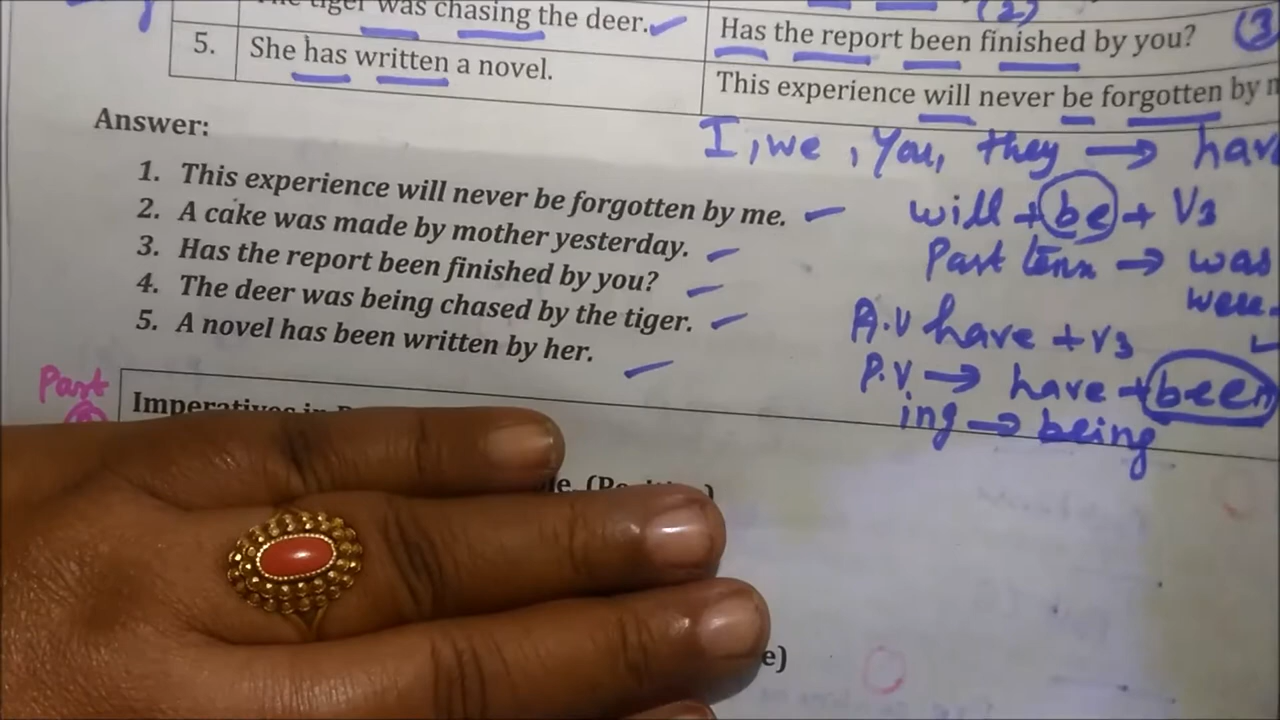 tiger was chasing the deer.
Has the report been finished by you?
5. She has written a novel.
This experience will never be forgotten by
Answer:
I, we, You, they →
1. This experience will never be forgotten by me.
will + be + V3
2. A cake was made by mother yesterday.
Past → was
were
3. Has the report been finished by you?
4. The deer was being chased by the tiger.
A.V have + V3
5. A novel has been written by her.
P.V. → have + been
ing → being
Part
Imperatives in